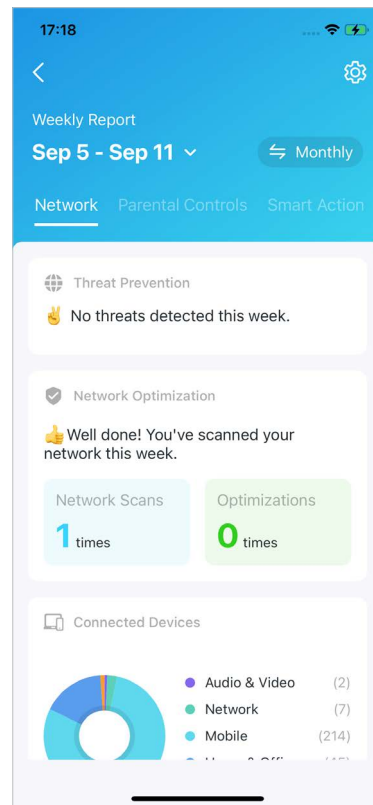 17:18
Weekly Report
Sep 5 - Sep 11
Monthly
Network Parental Controls Smart Action
Threat Prevention
No threats detected this week.
Network Optimization
Well done! You've scanned your
network this week.
Network Scans Optimizations
1 times 0 times
Connected Devices
Audio & Video (2)
Network (7)
Mobile (214)